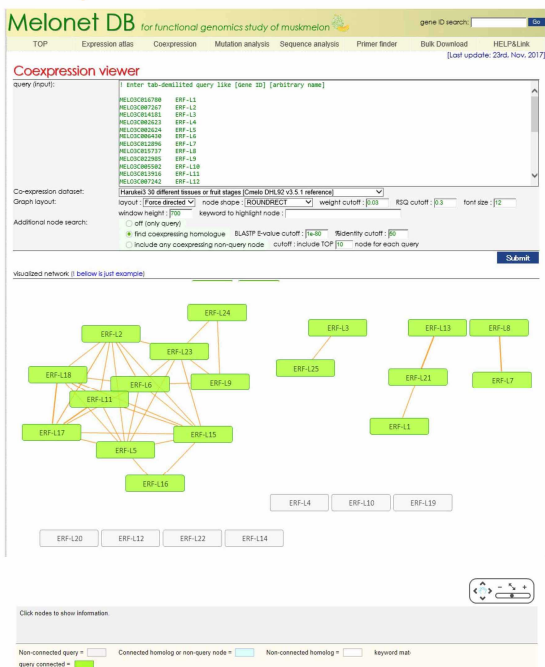 Melonet DB for functional genomics study of muskmelon
gene ID search: Go
TOP Expression atlas Coexpression Mutation analysis Sequence analysis Primer finder Bulk Download HELP&Link
[Last update: 23rd, Nov, 2017]
Coexpression viewer
query (input):
! Enter tab-demilited query like [Gene ID] [arbitrary name]
MELO3C016780 ERF-L1
MELO3C007267 ERF-L2
MELO3C014181 ERF-L3
MELO3C002623 ERF-L4
MELO3C002624 ERF-L5
MELO3C006430 ERF-L6
MELO3C012896 ERF-L7
MELO3C015737 ERF-L8
MELO3C022985 ERF-L9
MELO3C005502 ERF-L10
MELO3C013916 ERF-L11
MELO3C007242 ERF-L12
Co-expression dataset: Harukei3 30 different tissues or fruit stages [Cmelo DHL92 v3.5.1 reference]
Graph layout: layout : Force directed node shape : ROUNDRECT weight cutoff : 0.03 RSQ cutoff : 0.3 font size : 12
window height : 700 keyword to highlight node :
Additional node search: off (only query)
find coexpressing homologue BLASTP E-value cutoff : 1e-80 %identity cutoff : 50
include any coexpressing non-query node cutoff : include TOP 10 node for each query
Submit
visualized network (! bellow is just example)
ERF-L24
ERF-L2
ERF-L3
ERF-L13
ERF-L8
ERF-L23
ERF-L25
ERF-L18
ERF-L6
ERF-L9
ERF-L21
ERF-L7
ERF-L11
ERF-L1
ERF-L17
ERF-L15
ERF-L5
ERF-L16
ERF-L4
ERF-L10
ERF-L19
ERF-L20
ERF-L12
ERF-L22
ERF-L14
Click nodes to show information.
Non-connected query = Connected homolog or non-query node = Non-connected homolog = keyword mat
query connected =